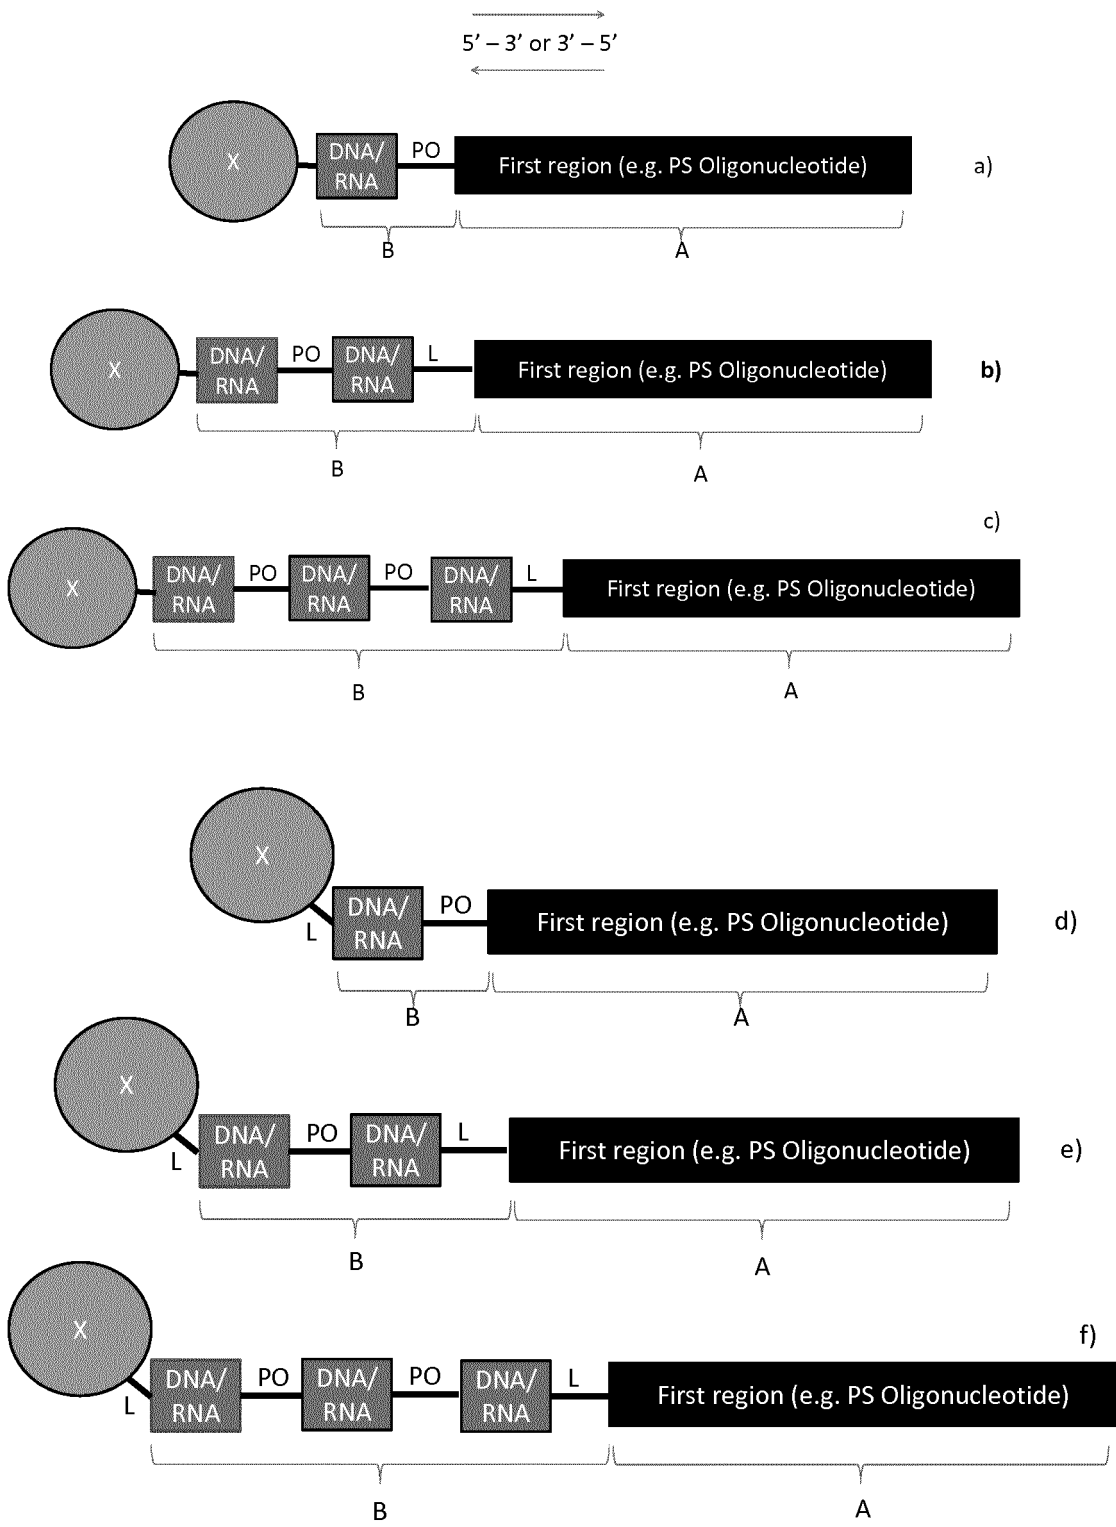 5’ – 3’ or 3’ – 5’
X
DNA/
RNA
PO
First region (e.g. PS Oligonucleotide)
a)
B
A
X
DNA/
RNA
PO
DNA/
RNA
L
First region (e.g. PS Oligonucleotide)
b)
B
A
c)
X
DNA/
RNA
PO
DNA/
RNA
PO
DNA/
RNA
L
First region (e.g. PS Oligonucleotide)
B
A
X
L
DNA/
RNA
PO
First region (e.g. PS Oligonucleotide)
d)
B
A
X
L
DNA/
RNA
PO
DNA/
RNA
L
First region (e.g. PS Oligonucleotide)
e)
B
A
f)
X
L
DNA/
RNA
PO
DNA/
RNA
PO
DNA/
RNA
L
First region (e.g. PS Oligonucleotide)
B
A